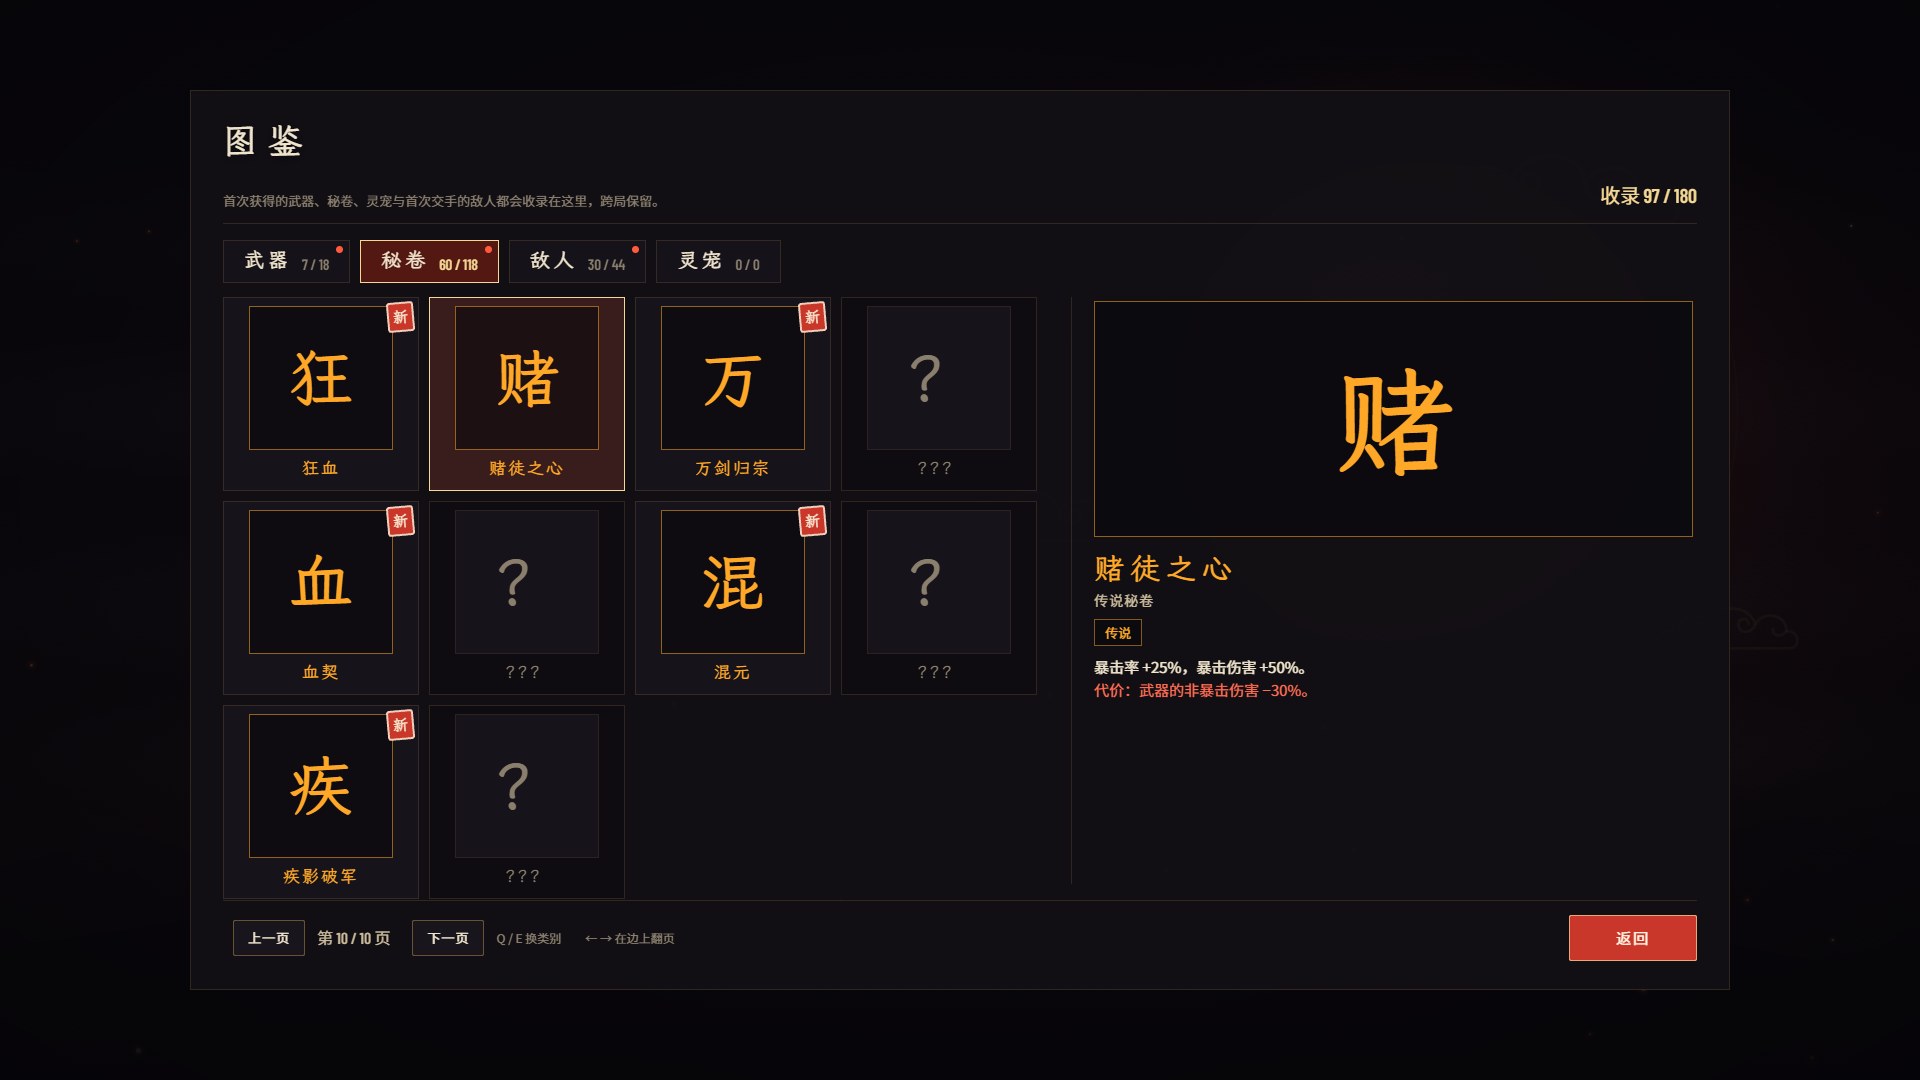 图鉴
首次获得的武器、秘卷、灵宠与首次交手的敌人都会收录在这里，跨局保留。
收录 97 / 180
武器 7 / 18
秘卷 60 / 118
敌人 30 / 44
灵宠 0 / 0
新
狂
狂血
赌
赌徒之心
新
万
万剑归宗
?
???
新
血
血契
?
???
新
混
混元
?
???
新
疾
疾影破军
?
???
赌
赌徒之心
传说秘卷
传说
暴击率 +25%，暴击伤害 +50%。
代价：武器的非暴击伤害 −30%。
上一页
第 10 / 10 页
下一页
Q / E 换类别
←→ 在边上翻页
返回